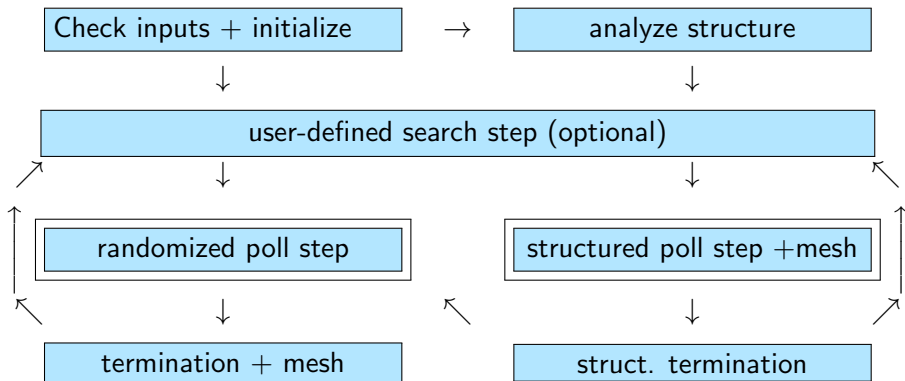 Check inputs + initialize → analyze structure
↓ ↓
user-defined search step (optional)
↓ ↓
randomized poll step structured poll step +mesh
↓ ↓
termination + mesh struct. termination